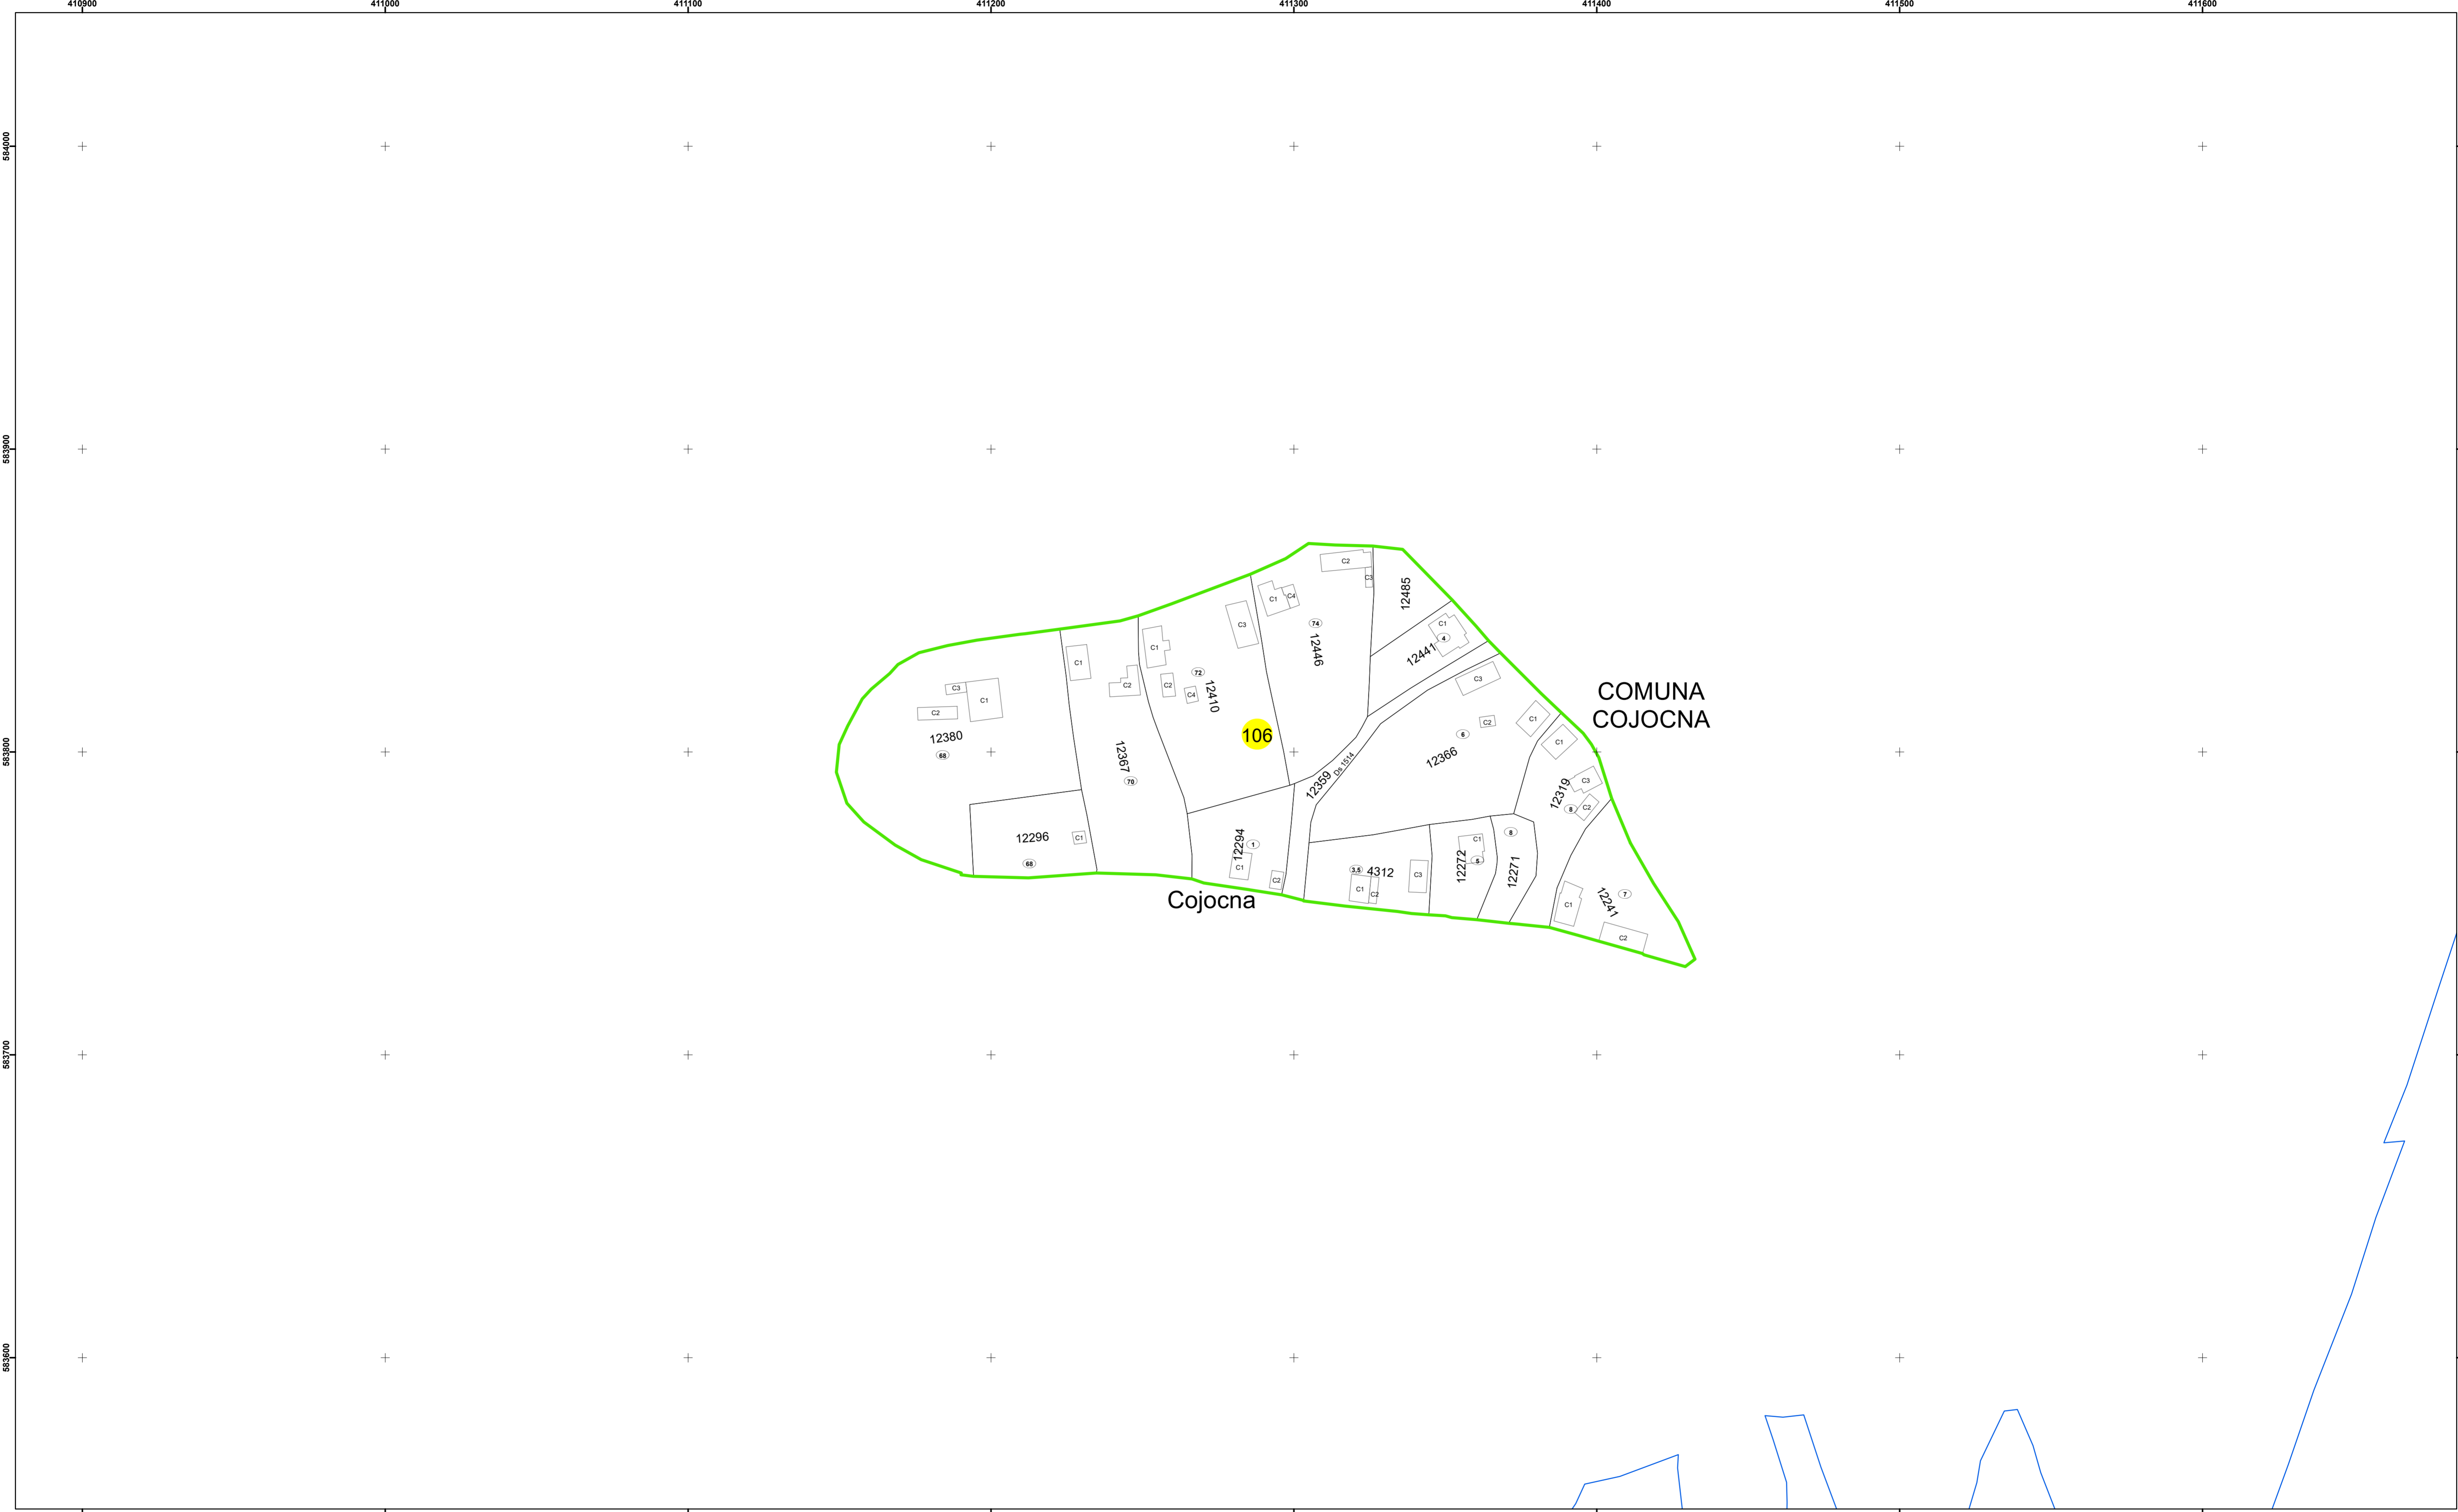 410900 411000 411100 411200 411300 411400 411500 411600
584000
583900
583800
583700
583600
C2
C3
C1
C4
74
12446
12485
C1
4
12441
C3
C1
C2
72
C4
12410
C1
C2
C3
C1
C2
12380
68
12367
70
106
12359
Ds 1514
C3
C2
C1
6
12366
COMUNA
COJOCNA
C1
C3
12319
8
C2
12296
C1
68
12294
1
C1
C2
Cojocna
3,5
4312
C1
C2
C3
C1
12272
5
8
12271
7
12241
C1
C2